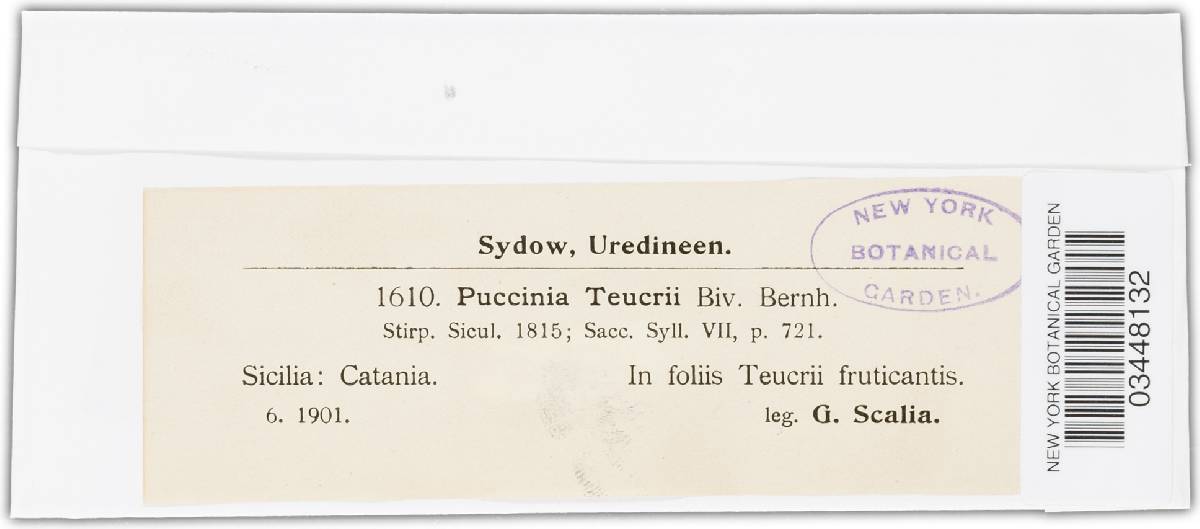 Sydow, Uredineen.
1610. Puccinia Teucrii Biv. Bernh.
Stirp. Sicul. 1815; Sacc. Syll. VII, p. 721.
Sicilia: Catania.
In foliis Teucrii fruticantis.
6. 1901.
leg. G. Scalia.
NEW YORK
BOTANICAL
GARDEN.
NEW YORK BOTANICAL GARDEN
03448132